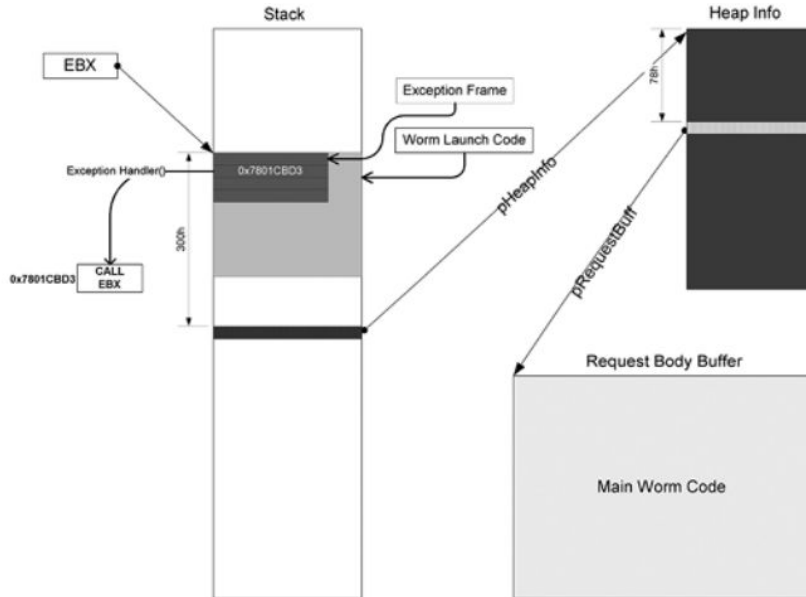 Stack
Heap Info
EBX
78h
Exception Frame
Worm Launch Code
0x7801CBD3
Exception Handler()
pHeapInfo
300h
pRequestBuff
0x7801CBD3
CALL
EBX
Request Body Buffer
Main Worm Code